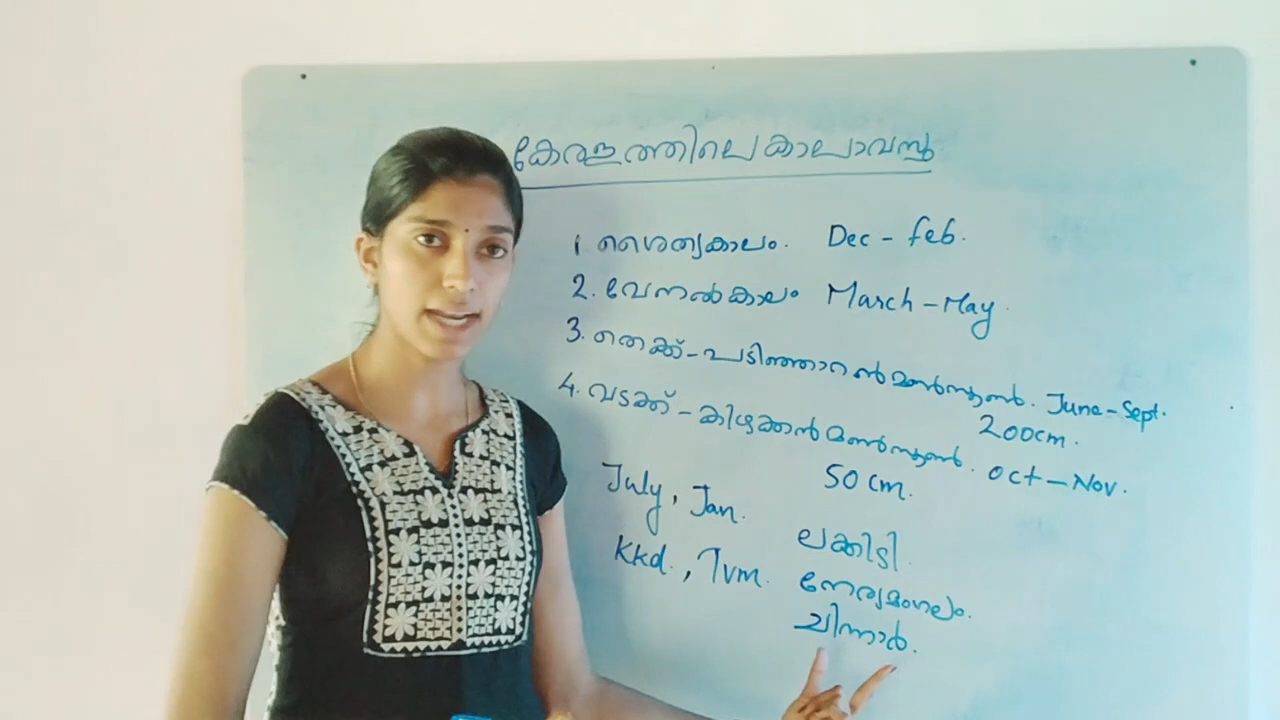 കേരളത്തിലെ കാലാവസ്ഥ
1 ശൈത്യകാലം. Dec - feb.
2. വേനൽകാലം March - May.
3. തെക്ക് - പടിഞ്ഞാറൻ മൺസൂൺ. June - Sept.
200cm.
4. വടക്ക് - കിഴക്കൻ മൺസൂൺ. oct - Nov.
50 cm.
July, Jan.
Kkd., Tvm.
ലക്കിടി.
നേര്യമംഗലം.
ചിന്നാർ.